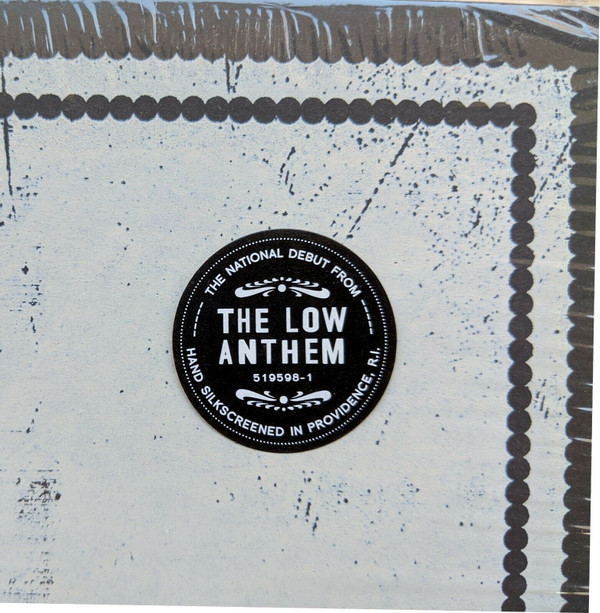 THE NATIONAL DEBUT FROM
THE LOW
ANTHEM
519598-1
HAND SILKSCREENED IN PROVIDENCE, R.I.